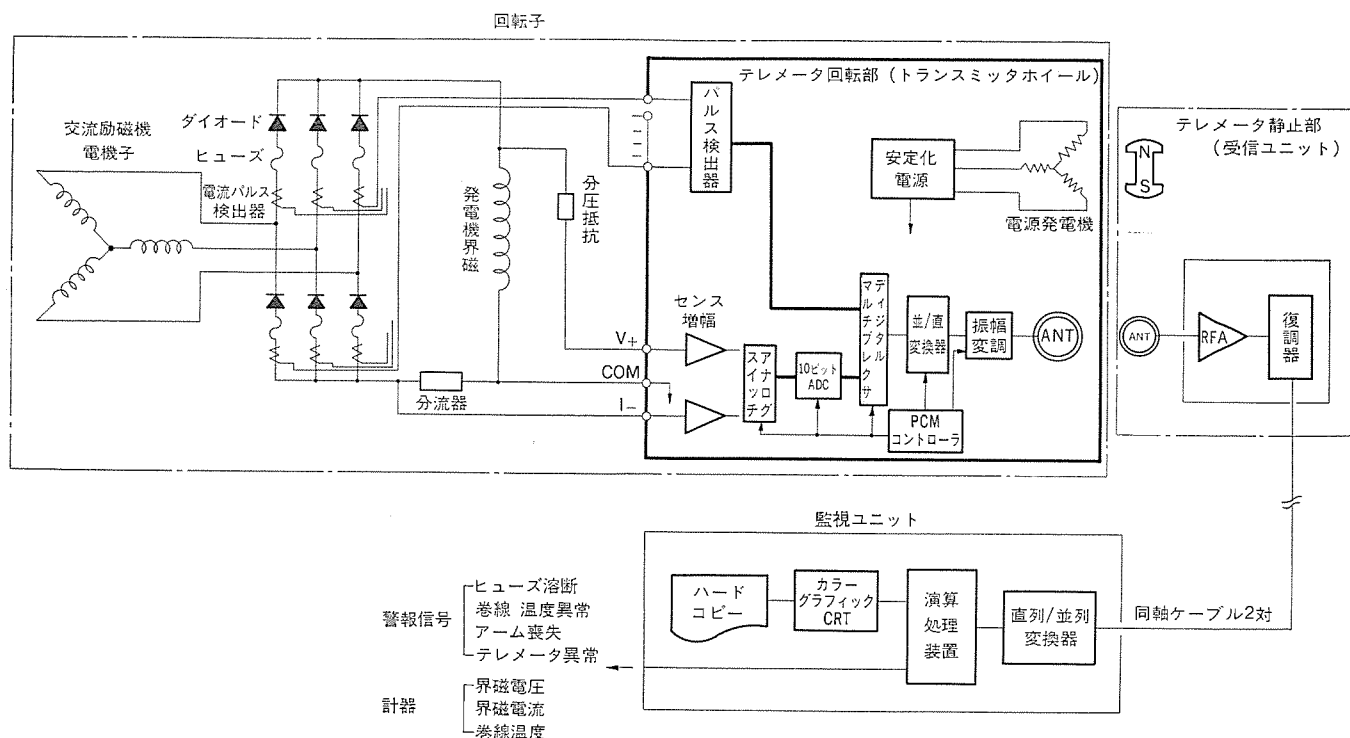 回転子
テレメータ回転部(トランスミッタホイール)
パルス検出器
ダイオード
交流励磁機
電機子
ヒューズ
電流パルス
検出器
発電機界磁
分圧抵抗
安定化
電源
電源発電機
テレメータ静止部
(受信ユニット)
N
S
センス
増幅
V+
COM
I−
分流器
アナログ
スイッチ
10ビット
ADC
ディジタル
マルチプレクサ
並/直
変換器
振幅
変調
ANT
PCM
コントローラ
ANT
RFA
復調器
監視ユニット
ハード
コピー
カラー
グラフィック
CRT
演算
処理
装置
直列/並列
変換器
同軸ケーブル2対
警報信号
ヒューズ溶断
巻線 温度異常
アーム喪失
テレメータ異常
計器
界磁電圧
界磁電流
巻線温度